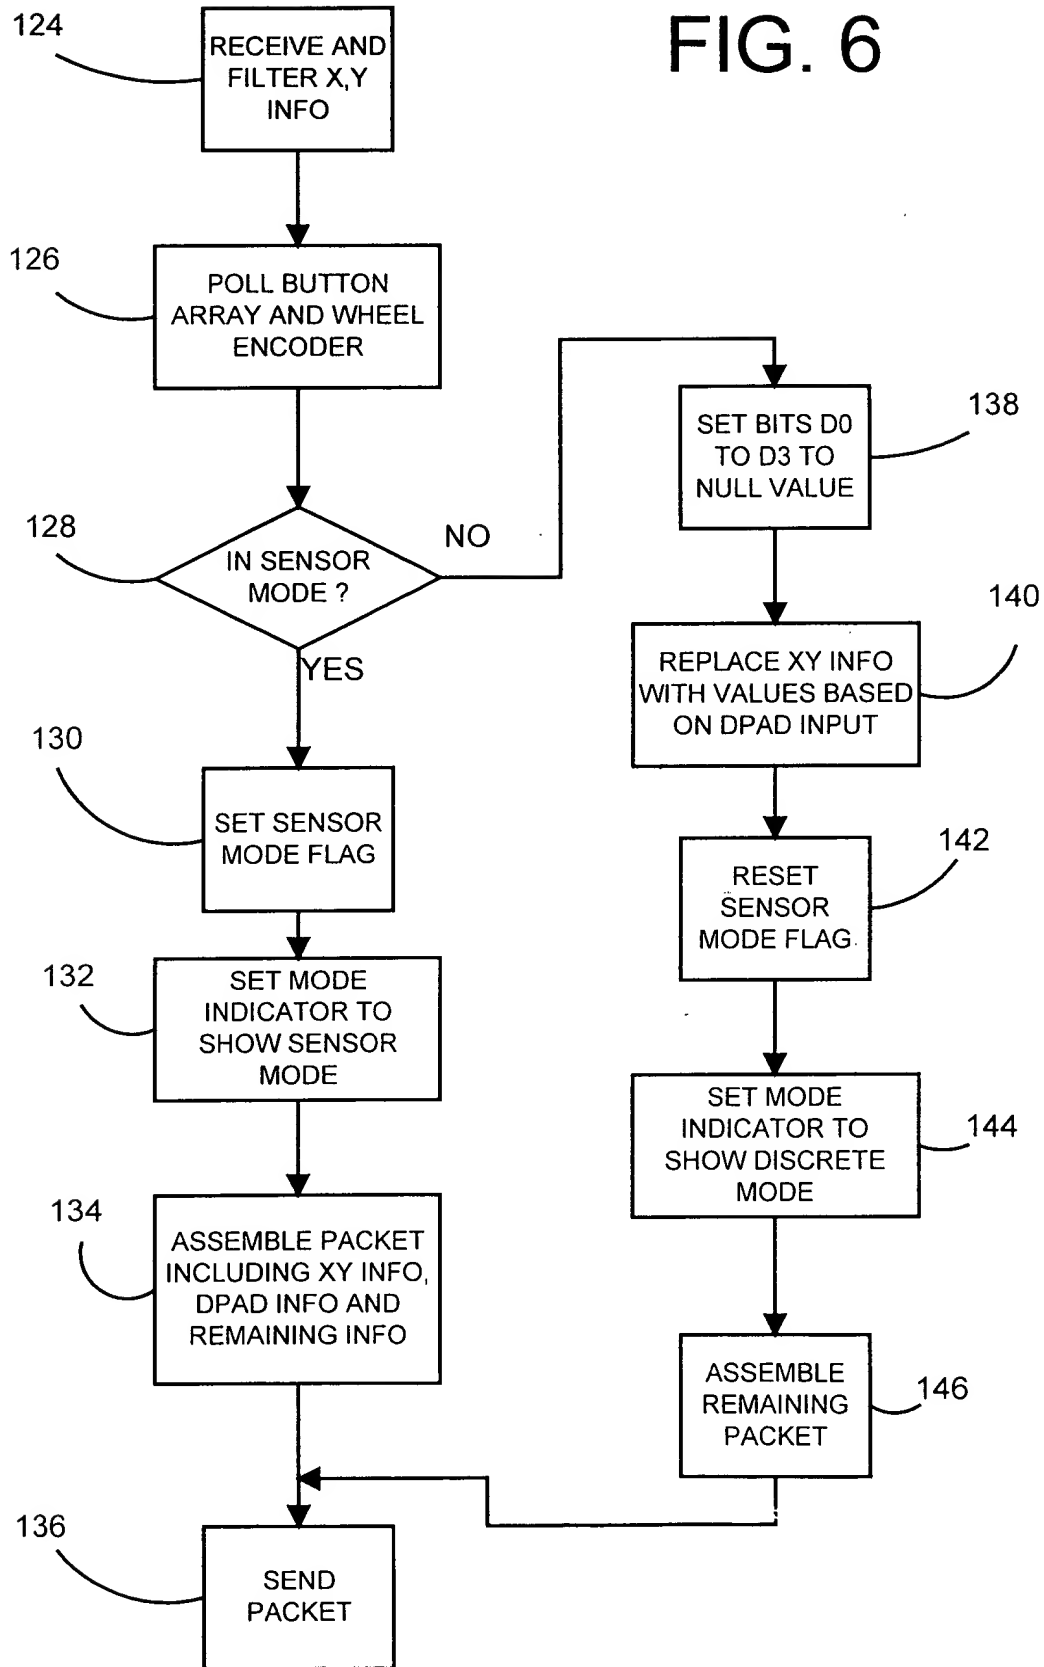 FIG. 6
124
RECEIVE AND
FILTER X,Y
INFO
126
POLL BUTTON
ARRAY AND WHEEL
ENCODER
128
IN SENSOR
MODE ?
NO
YES
130
SET SENSOR
MODE FLAG
132
SET MODE
INDICATOR TO
SHOW SENSOR
MODE
134
ASSEMBLE PACKET
INCLUDING XY INFO,
DPAD INFO AND
REMAINING INFO
136
SEND
PACKET
138
SET BITS D0
TO D3 TO
NULL VALUE
140
REPLACE XY INFO
WITH VALUES BASED
ON DPAD INPUT
142
RESET
SENSOR
MODE FLAG
144
SET MODE
INDICATOR TO
SHOW DISCRETE
MODE
146
ASSEMBLE
REMAINING
PACKET